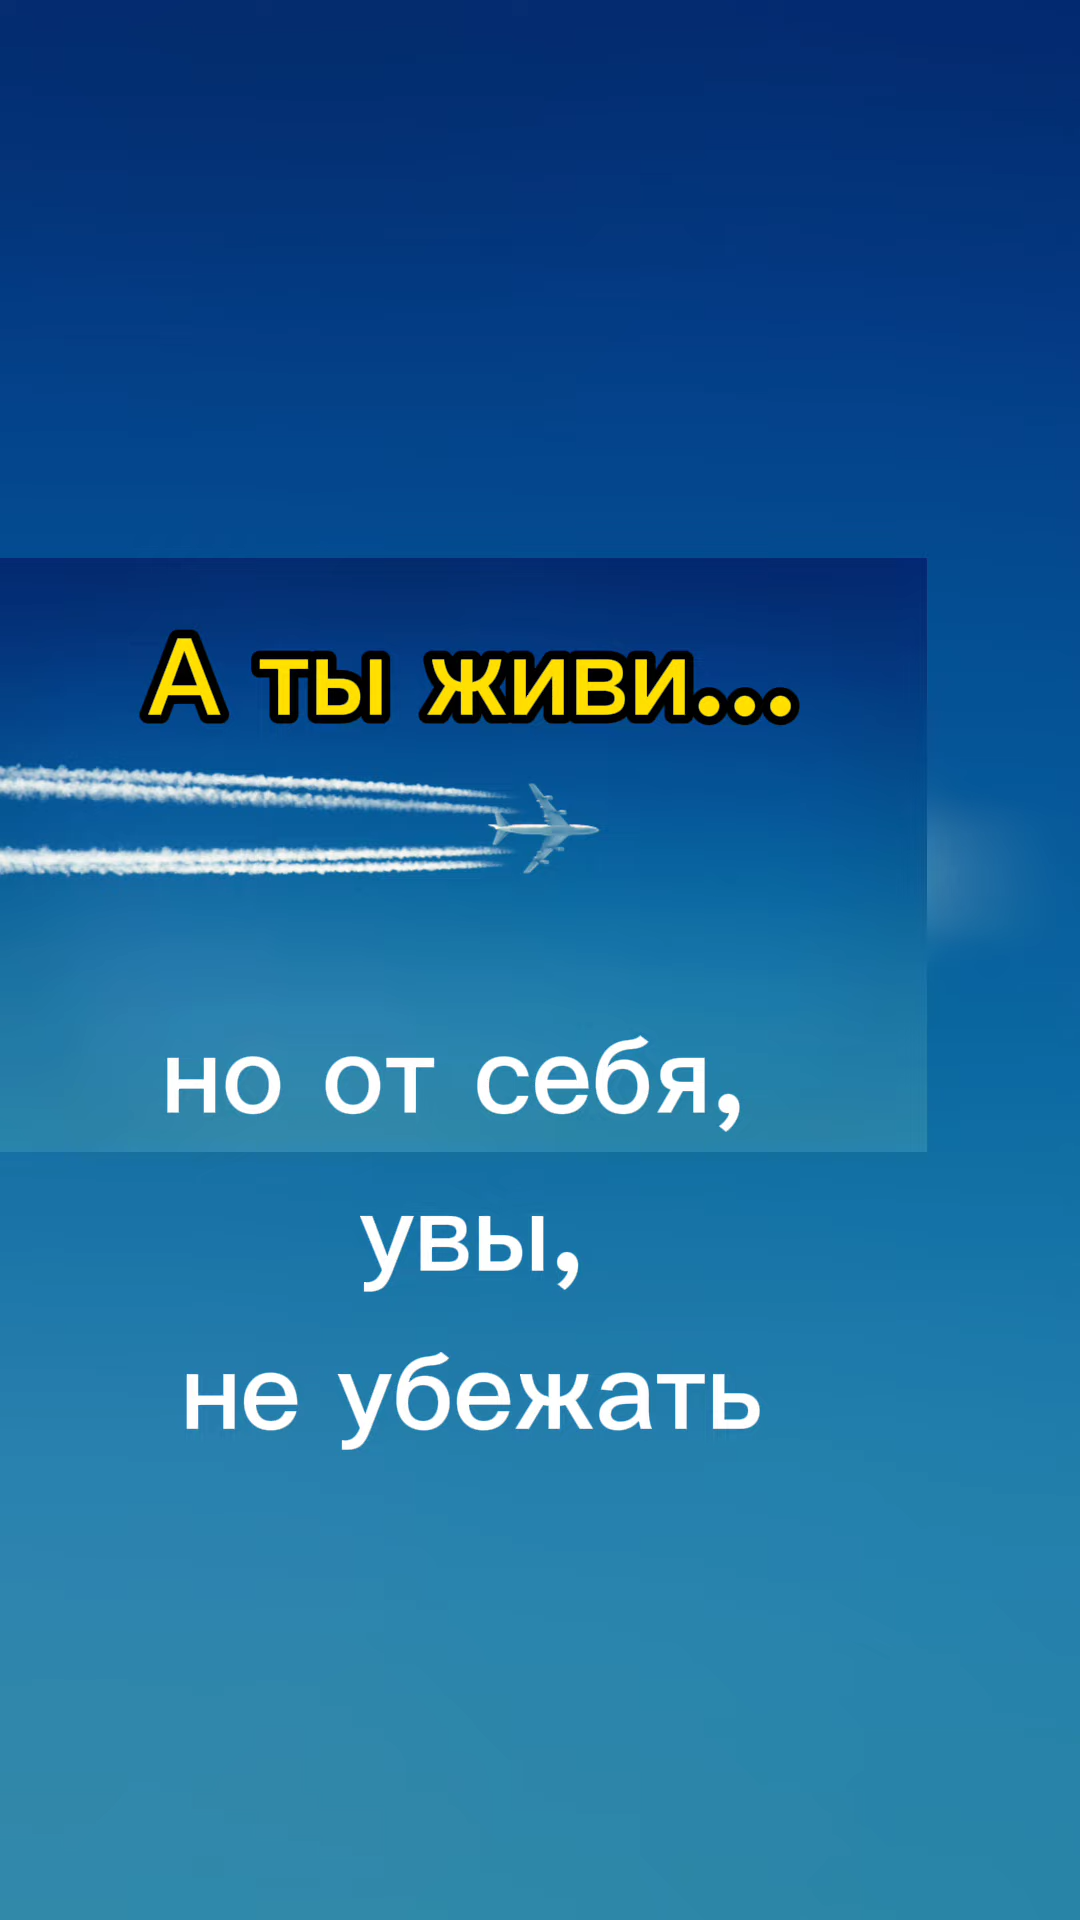 А ты живи...
но от себя,
увы,
не убежать